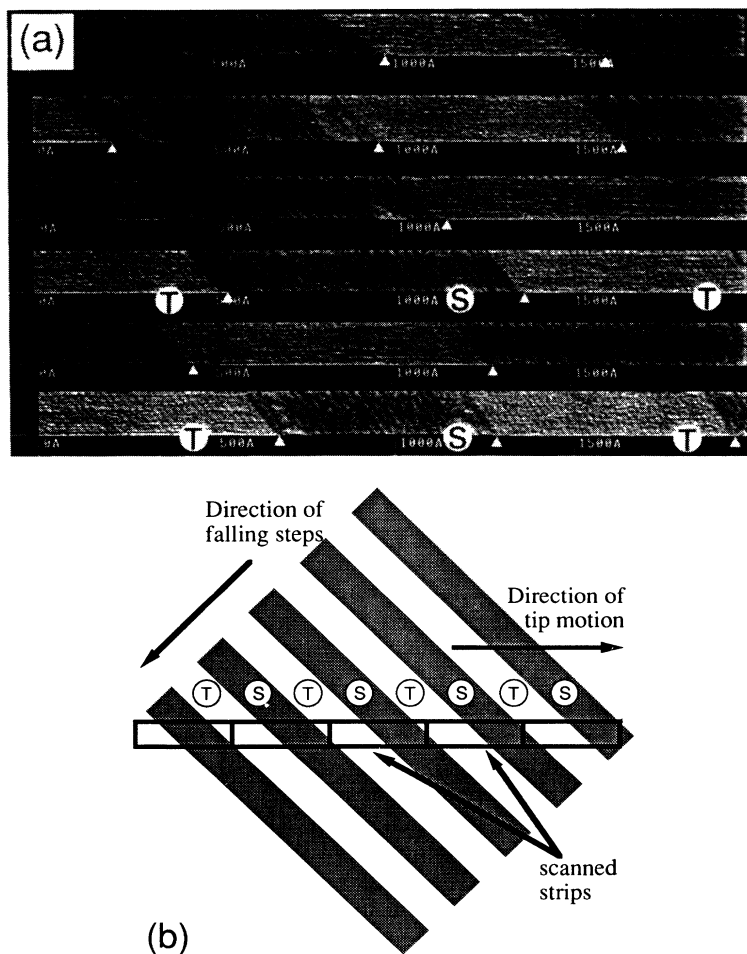 (a)
500A 1000A 1500A
0A 500A 1000A 1500A
0A 500A 1000A 1500A
0A T 1000A S 1500A T
0A 500A 1000A
0A T 500A 1000A S 1500A T
Direction of
falling steps
Direction of
tip motion
T S T S T S T S
scanned
strips
(b)